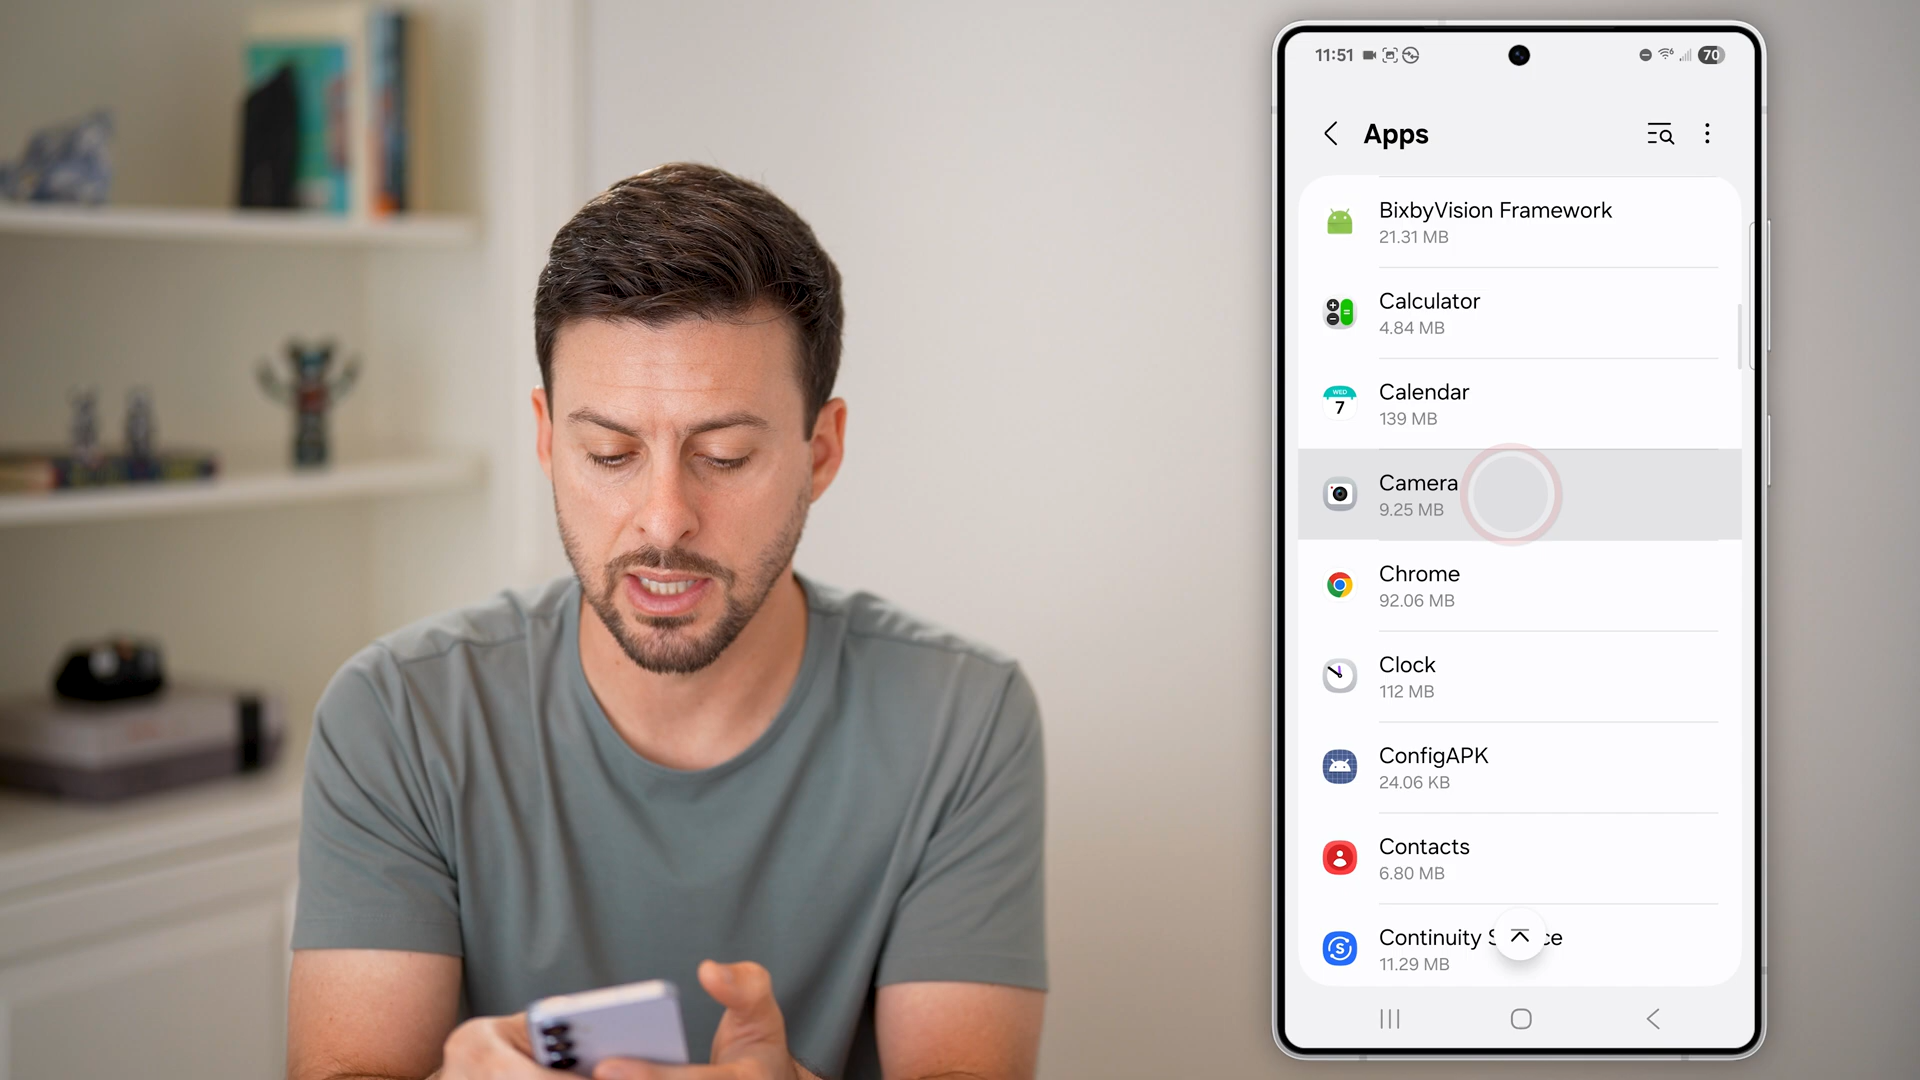 11:51
70
Apps
BixbyVision Framework
21.31 MB
Calculator
4.84 MB
WED
7
Calendar
139 MB
Camera
9.25 MB
Chrome
92.06 MB
Clock
112 MB
ConfigAPK
24.06 KB
Contacts
6.80 MB
Continuity
11.29 MB